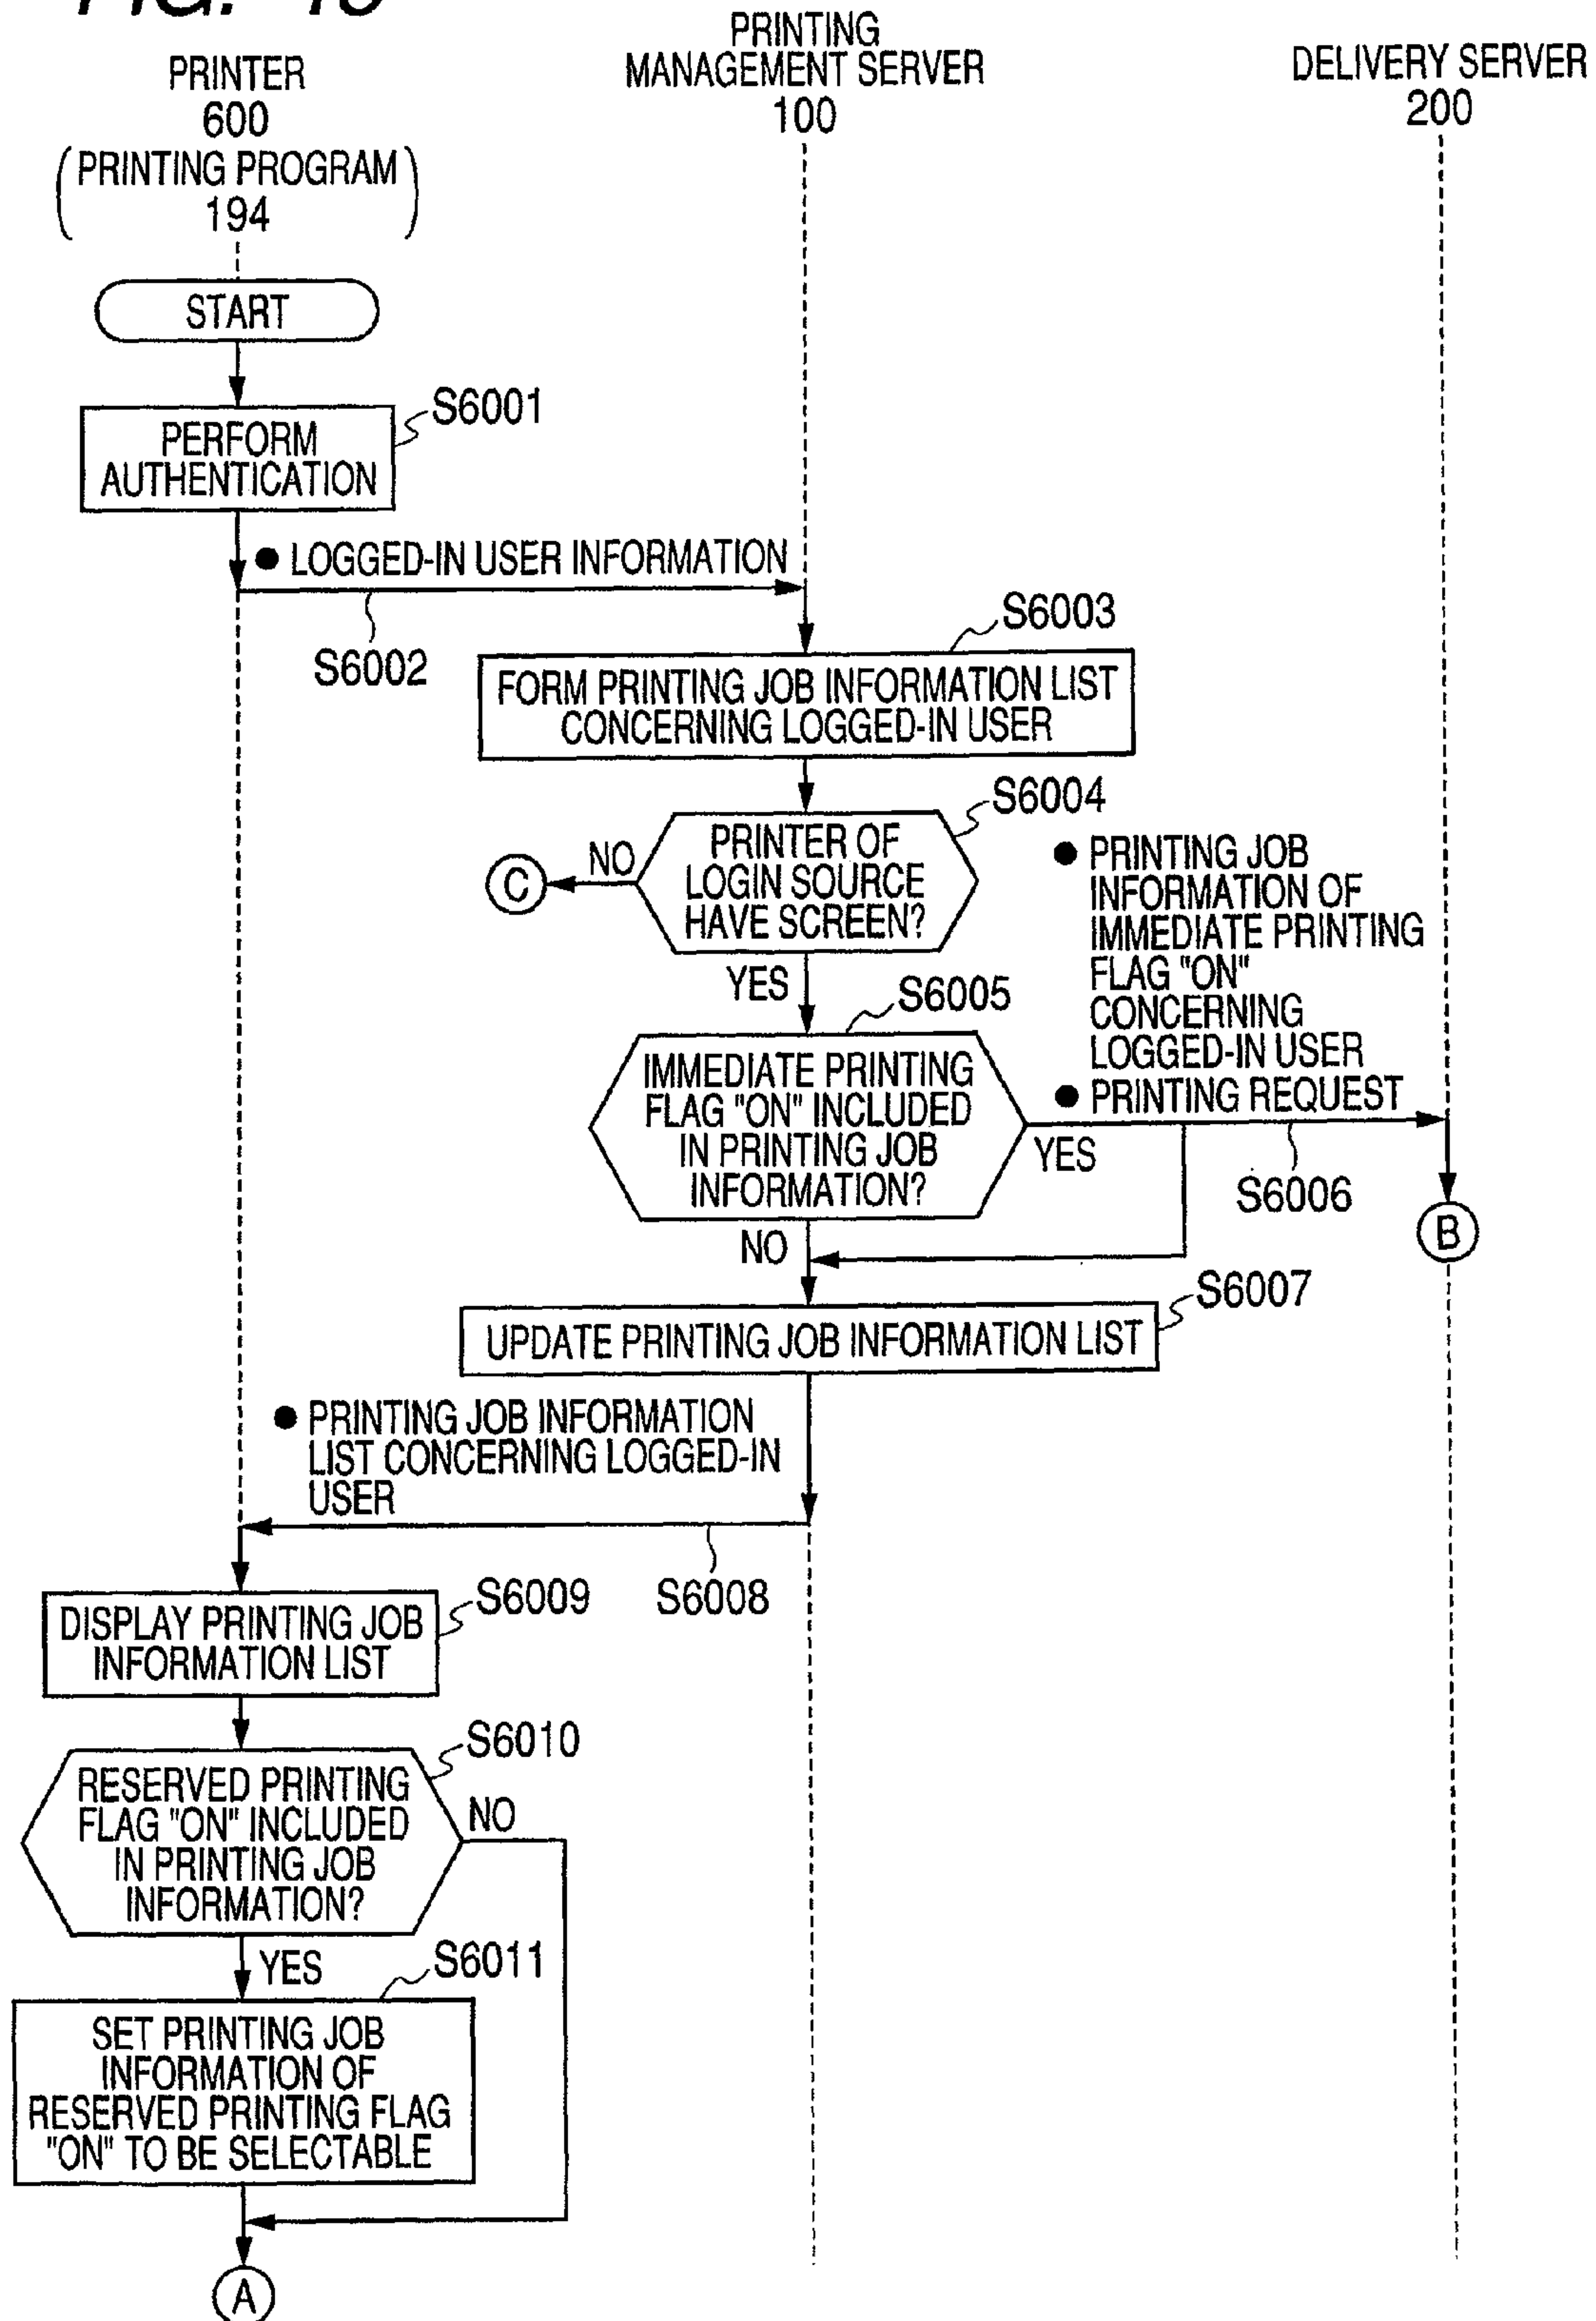 PRINTER
600
(PRINTING PROGRAM)
194
PRINTING
MANAGEMENT SERVER
100
DELIVERY SERVER
200
START
S6001
PERFORM
AUTHENTICATION
● LOGGED-IN USER INFORMATION
S6002
S6003
FORM PRINTING JOB INFORMATION LIST
CONCERNING LOGGED-IN USER
S6004
PRINTER OF
LOGIN SOURCE
HAVE SCREEN?
NO
C
YES
● PRINTING JOB
INFORMATION OF
IMMEDIATE PRINTING
FLAG "ON"
CONCERNING
LOGGED-IN USER
● PRINTING REQUEST
S6005
IMMEDIATE PRINTING
FLAG "ON" INCLUDED
IN PRINTING JOB
INFORMATION?
YES
S6006
B
NO
S6007
UPDATE PRINTING JOB INFORMATION LIST
● PRINTING JOB INFORMATION
LIST CONCERNING LOGGED-IN
USER
S6008
S6009
DISPLAY PRINTING JOB
INFORMATION LIST
S6010
RESERVED PRINTING
FLAG "ON" INCLUDED
IN PRINTING JOB
INFORMATION?
NO
YES
S6011
SET PRINTING JOB
INFORMATION OF
RESERVED PRINTING FLAG
"ON" TO BE SELECTABLE
A